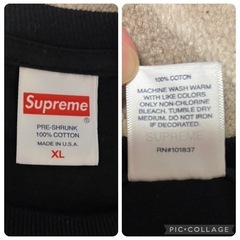 Supreme
PRE-SHRUNK
100% COTTON
MADE IN U.S.A.
XL
100% COTTON
MACHINE WASH WARM
WITH LIKE COLORS
ONLY NON-CHLORINE
BLEACH. TUMBLE DRY
MEDIUM. DO NOT IRON
IF DECORATED
SUPREME
RN#101837
PIC•COLLAGE